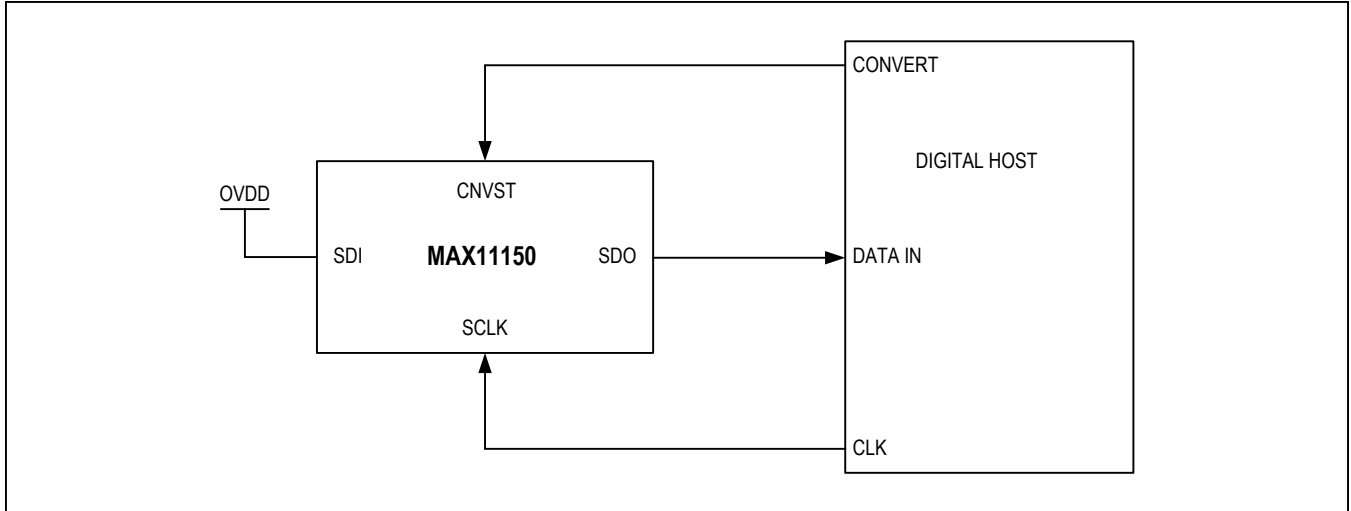 CONVERT
DIGITAL HOST
CNVST
OVDD
SDI MAX11150 SDO DATA IN
SCLK
CLK